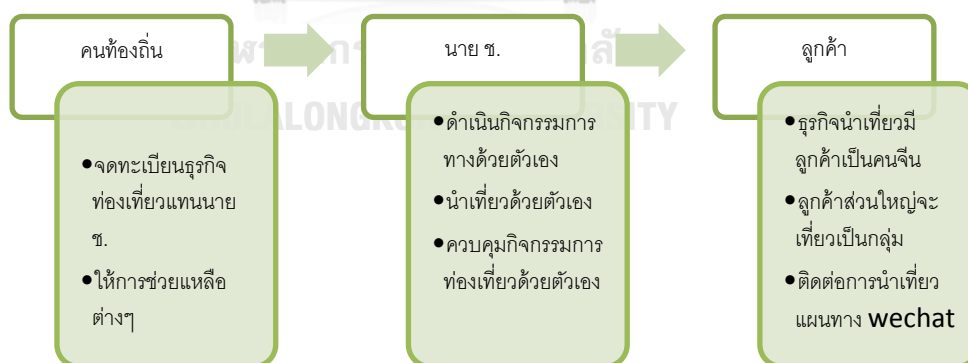 คนท้องถิ่น
นาย ช.
ลูกค้า
•จดทะเบียนธุรกิจ
ท่องเที่ยวแทนนาย
ช.
•ให้การช่วยแหลือ
ต่างๆ
•ดำเนินกิจกรรมการ
ทางด้วยตัวเอง
•นำเที่ยวด้วยตัวเอง
•ควบคุมกิจกรรมการ
ท่องเที่ยวด้วยตัวเอง
•ธุรกิจนำเที่ยวมี
ลูกค้าเป็นคนจีน
•ลูกค้าส่วนใหญ่จะ
เที่ยวเป็นกลุ่ม
•ติดต่อการนำเที่ยว
แผนทาง wechat